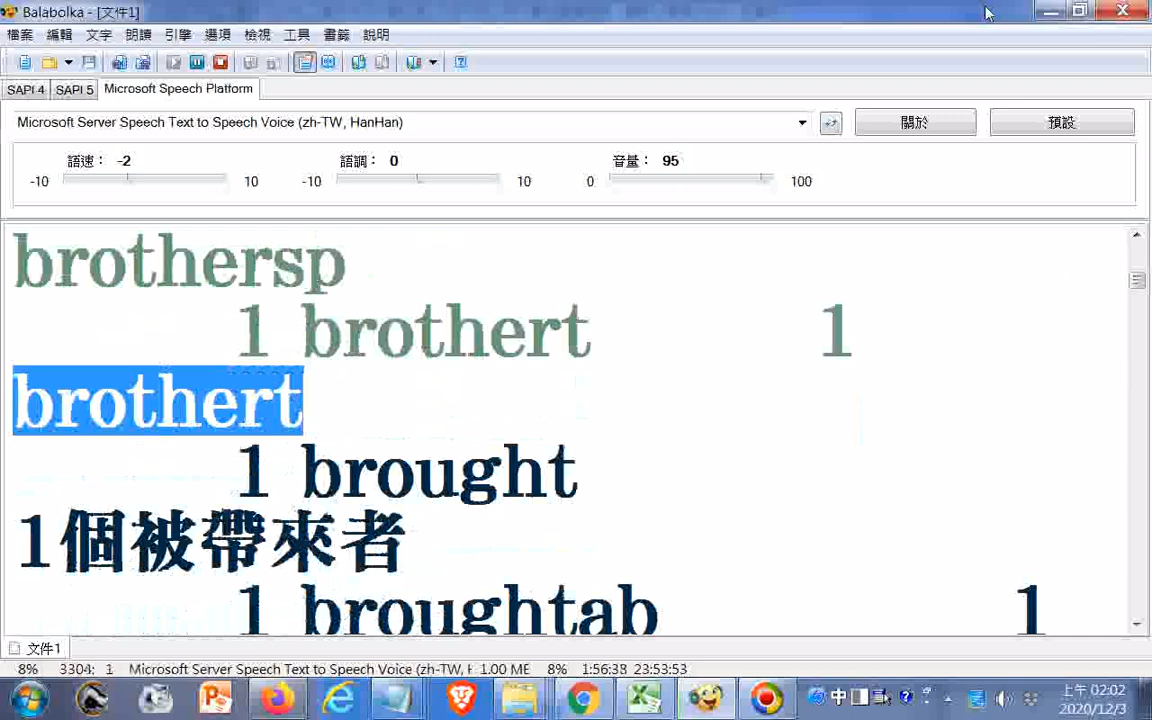 Balabolka - [文件1]
檔案 編輯 文字 朗讀 引擎 選項 檢視 工具 書籤 說明
SAPI 4 SAPI 5 Microsoft Speech Platform
Microsoft Server Speech Text to Speech Voice (zh-TW, HanHan) 關於 預設
語速： -2 語調： 0 音量： 95
-10 10 -10 10 0 100
brothersp
1 brothert 1
brothert
1 brought
1個被帶來者
1 broughtab 1
文件1
8% 3304: 1 Microsoft Server Speech Text to Speech Voice (zh-TW, 1.00 ME 8% 1:56:38 23:53:53
中 上午 02:02
2020/12/3